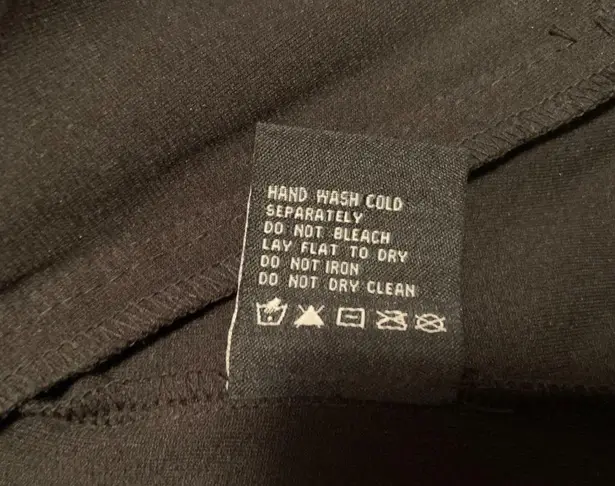 HAND WASH COLD
SEPARATELY
DO NOT BLEACH
LAY FLAT TO DRY
DO NOT IRON
DO NOT DRY CLEAN